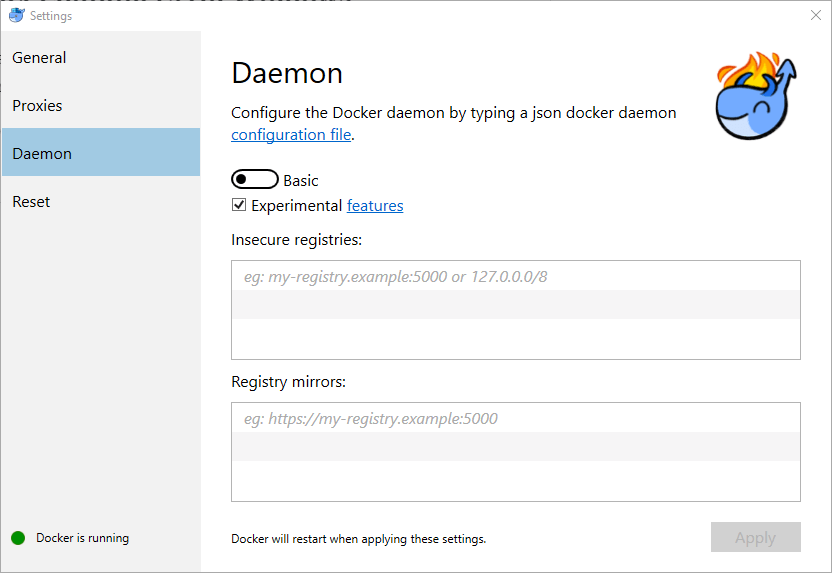 Settings
General
Proxies
Daemon
Reset
Daemon
Configure the Docker daemon by typing a json docker daemon
configuration file.
Basic
Experimental features
Insecure registries:
eg: my-registry.example:5000 or 127.0.0.0/8
Registry mirrors:
eg: https://my-registry.example:5000
Docker is running
Docker will restart when applying these settings.
Apply